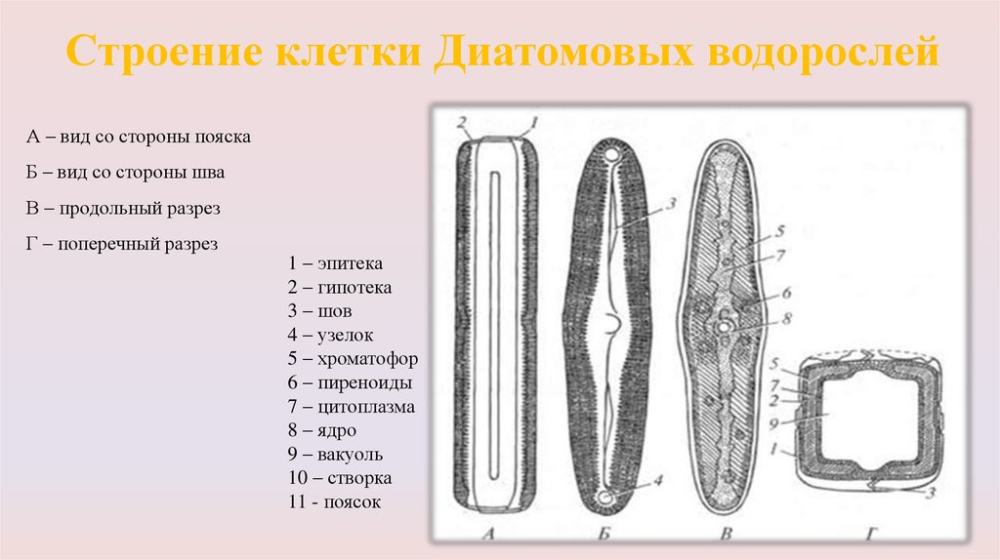 Строение клетки Диатомовых водорослей
А – вид со стороны пояска
Б – вид со стороны шва
В – продольный разрез
Г – поперечный разрез
1 – эпитека
2 – гипотека
3 – шов
4 – узелок
5 – хроматофор
6 – пиреноиды
7 – цитоплазма
8 – ядро
9 – вакуоль
10 – створка
11 - поясок
2 1
3
5
7
6
8
4
5
7
2
9
1
3
А Б В Г